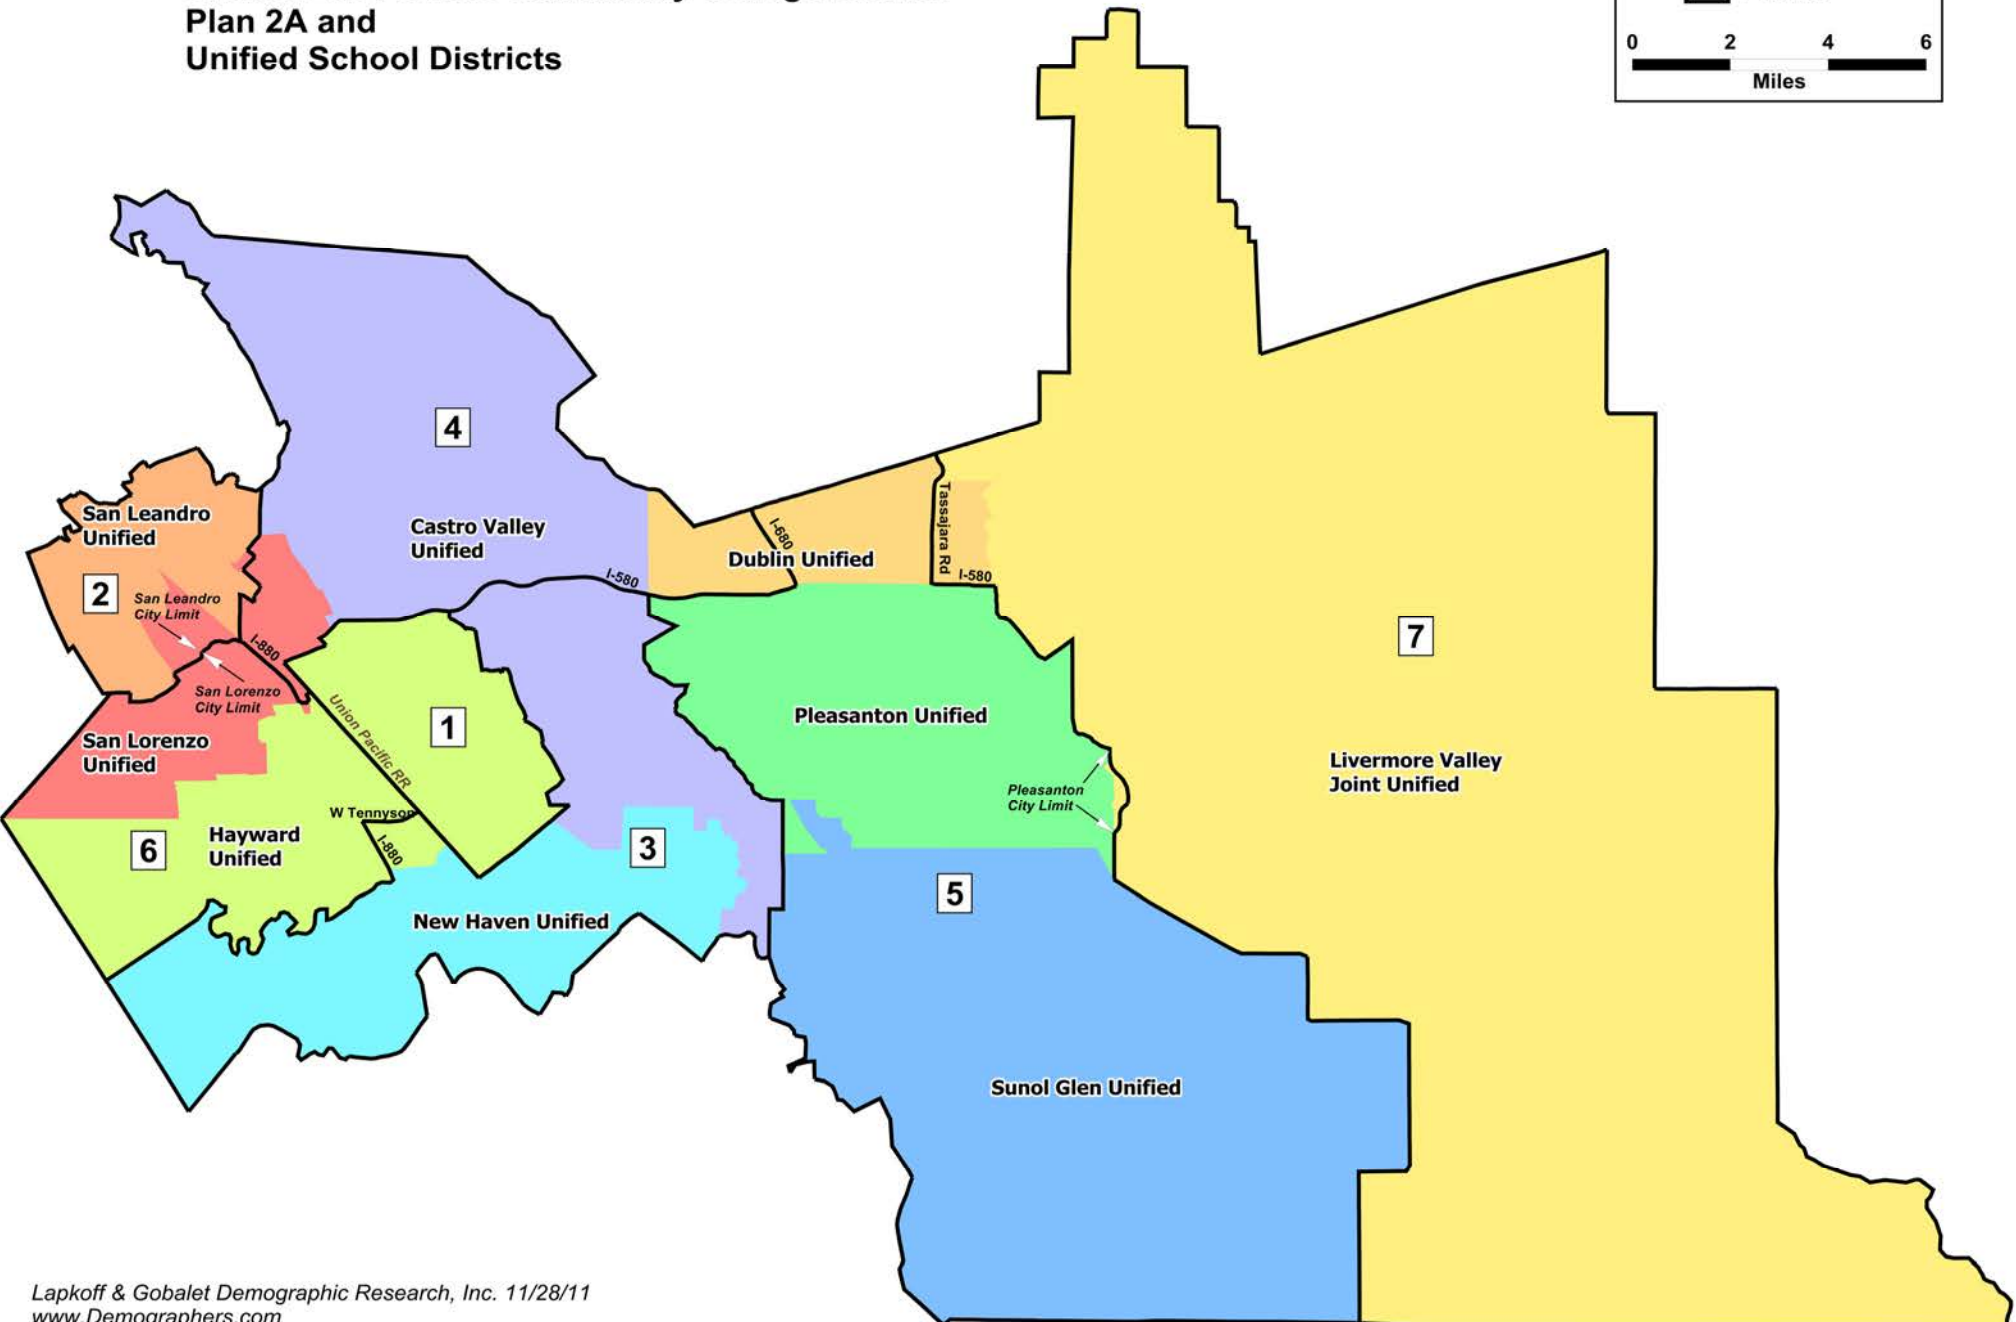 Plan 2A and
Unified School Districts
0 2 4 6
Miles
4
San Leandro
Unified
Castro Valley
Unified
I-680
Tassajara Rd
Dublin Unified
I-580
I-580
2
San Leandro
City Limit
I-880
7
San Lorenzo
City Limit
Union Pacific RR
1
Pleasanton Unified
San Lorenzo
Unified
Livermore Valley
Joint Unified
Pleasanton
City Limit
W Tennyson
6
Hayward
Unified
I-880
3
5
New Haven Unified
Sunol Glen Unified
Lapkoff & Gobalet Demographic Research, Inc. 11/28/11
www.Demographers.com